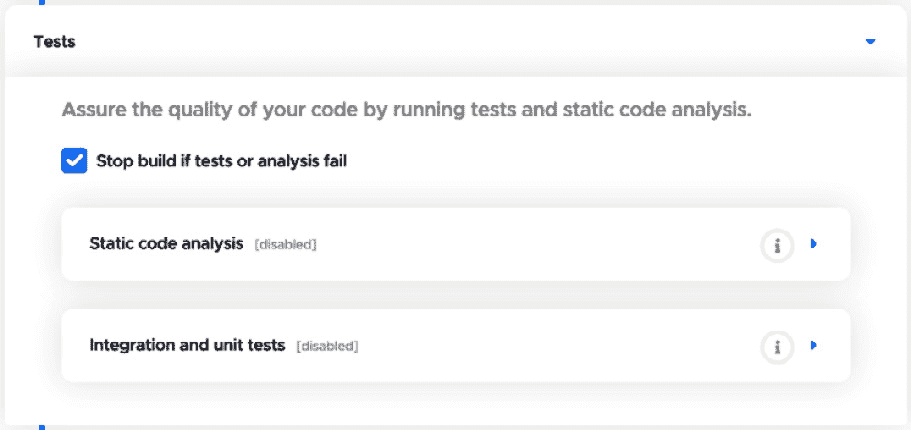 Tests
Assure the quality of your code by running tests and static code analysis.
Stop build if tests or analysis fail
Static code analysis [disabled]
Integration and unit tests [disabled]